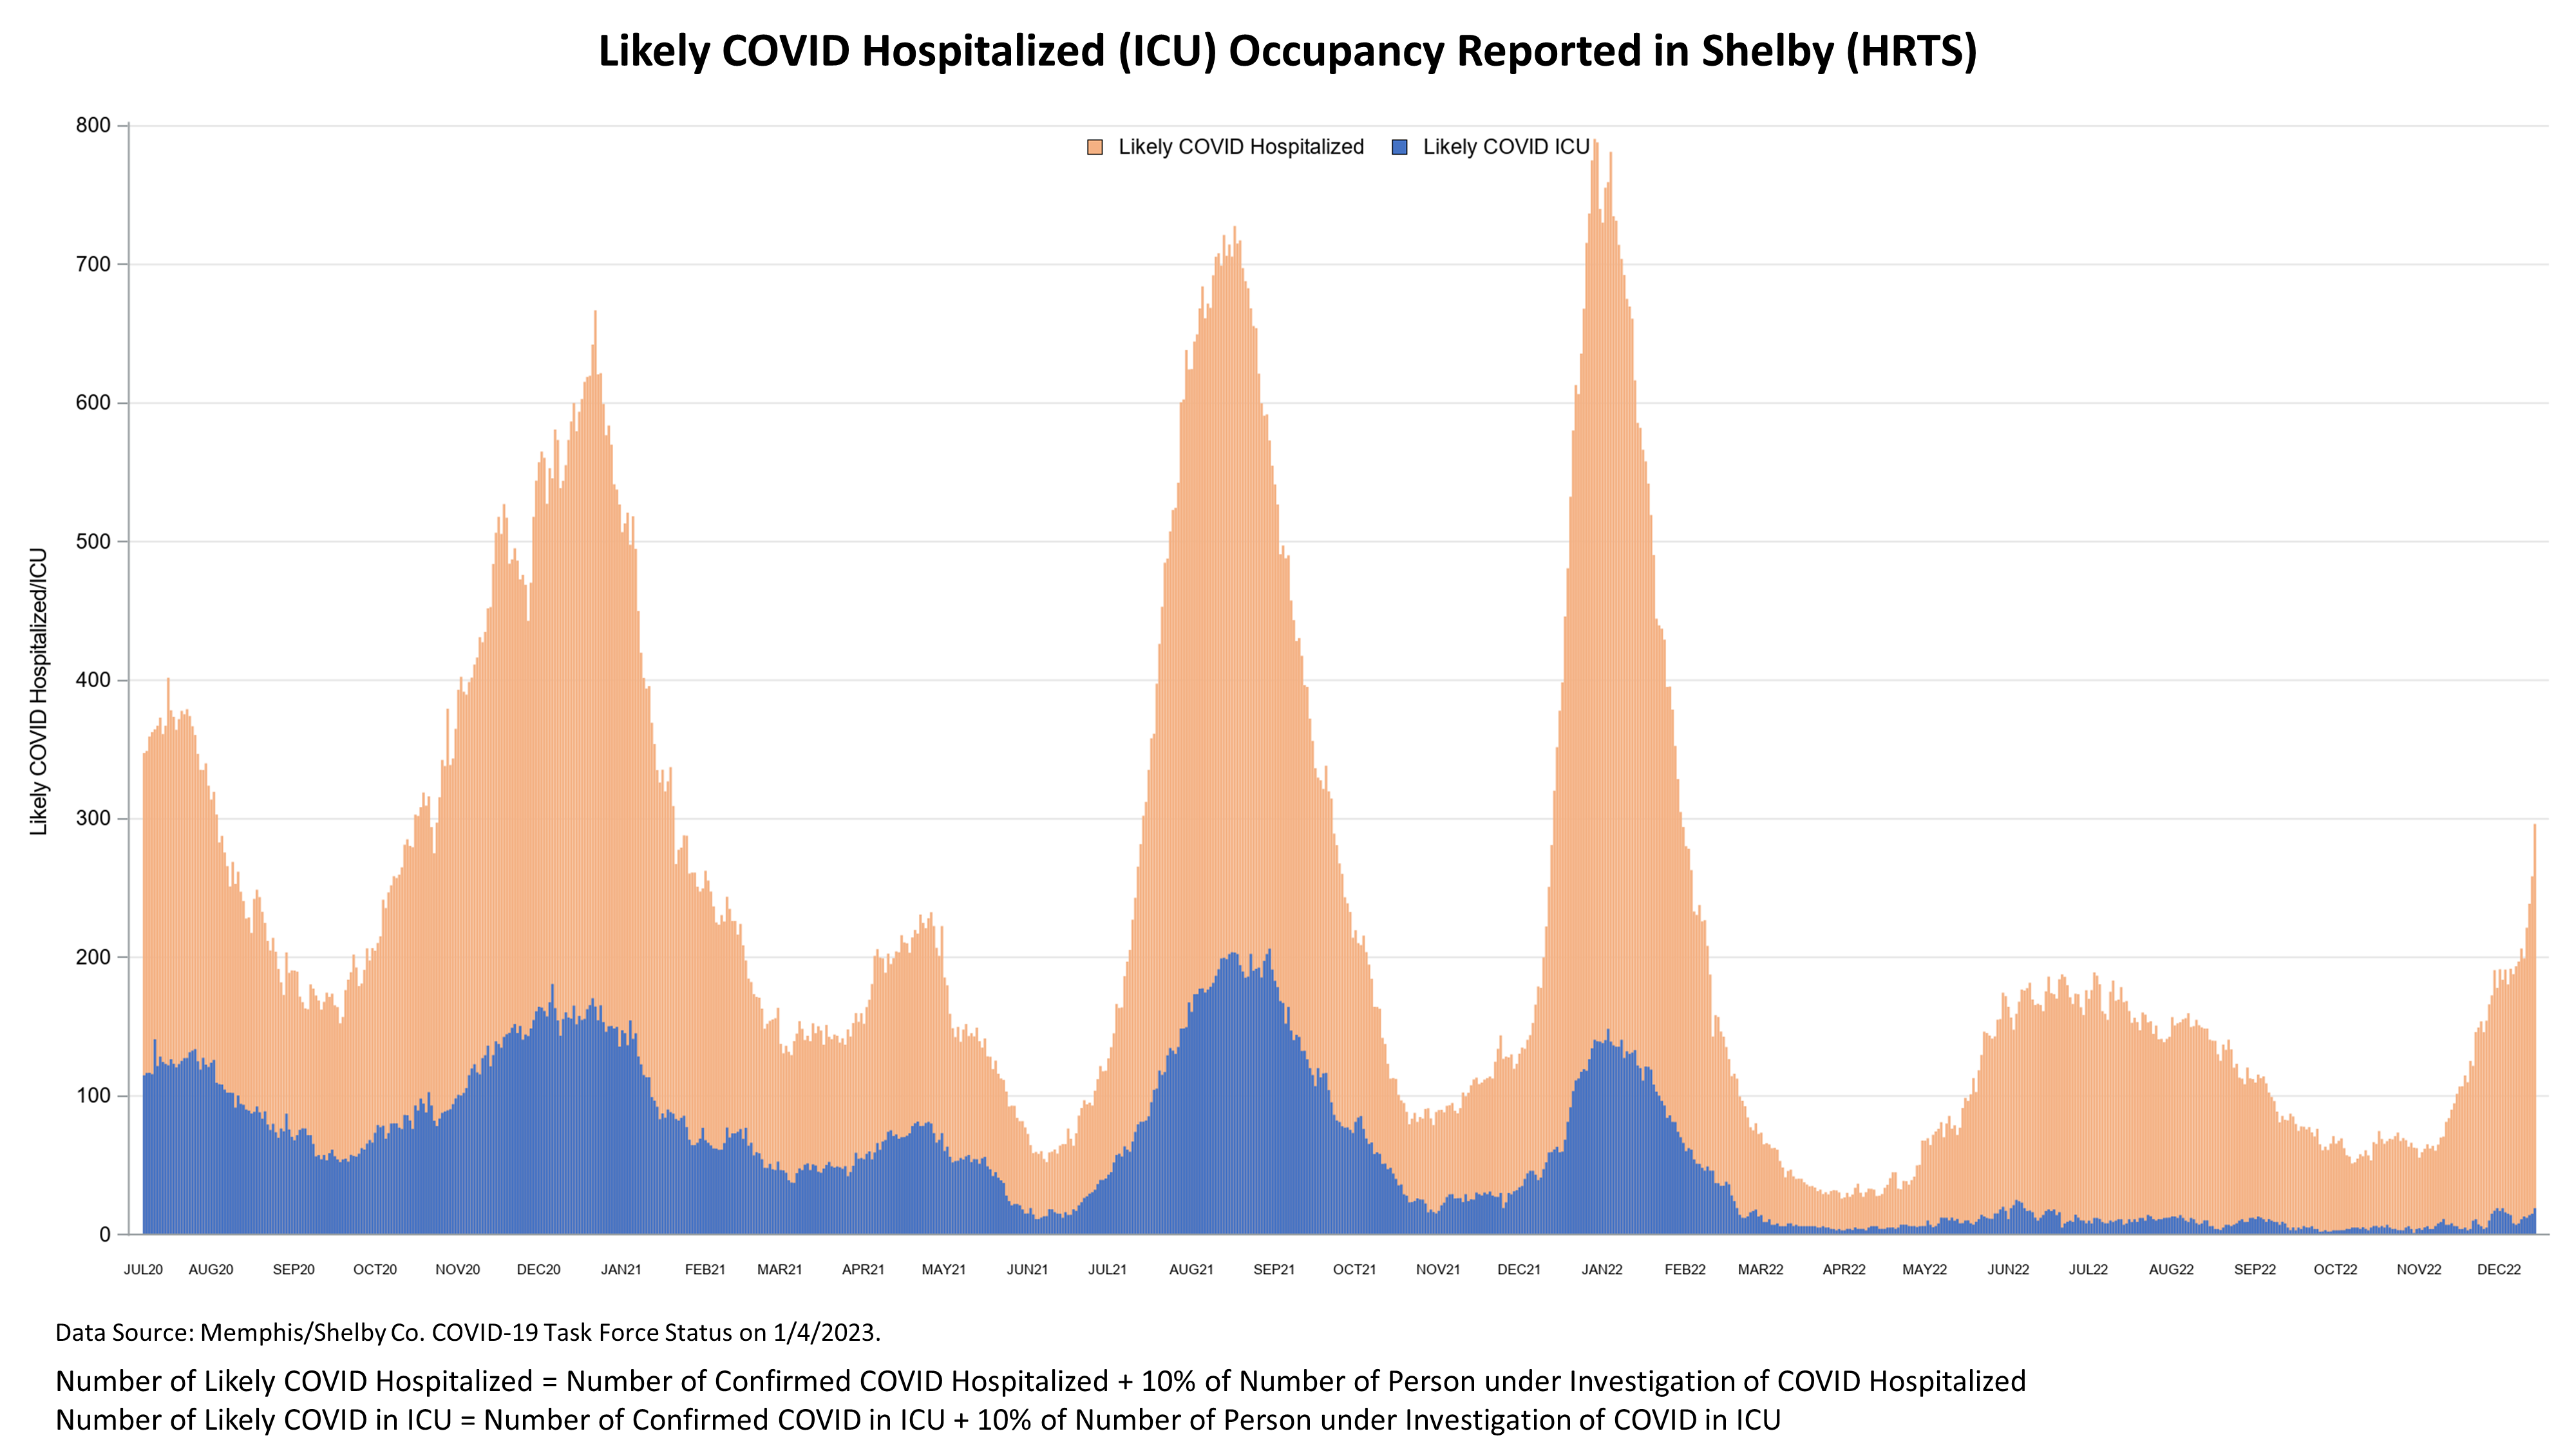 Likely COVID Hospitalized (ICU) Occupancy Reported in Shelby (HRTS)
Likely COVID Hospitalized
Likely COVID ICU
Likely COVID Hospitalized/ICU
800
700
600
500
400
300
200
100
0
JUL20 AUG20 SEP20 OCT20 NOV20 DEC20 JAN21 FEB21 MAR21 APR21 MAY21 JUN21 JUL21 AUG21 SEP21 OCT21 NOV21 DEC21 JAN22 FEB22 MAR22 APR22 MAY22 JUN22 JUL22 AUG22 SEP22 OCT22 NOV22 DEC22
Data Source: Memphis/Shelby Co. COVID-19 Task Force Status on 1/4/2023.
Number of Likely COVID Hospitalized = Number of Confirmed COVID Hospitalized + 10% of Number of Person under Investigation of COVID Hospitalized
Number of Likely COVID in ICU = Number of Confirmed COVID in ICU + 10% of Number of Person under Investigation of COVID in ICU